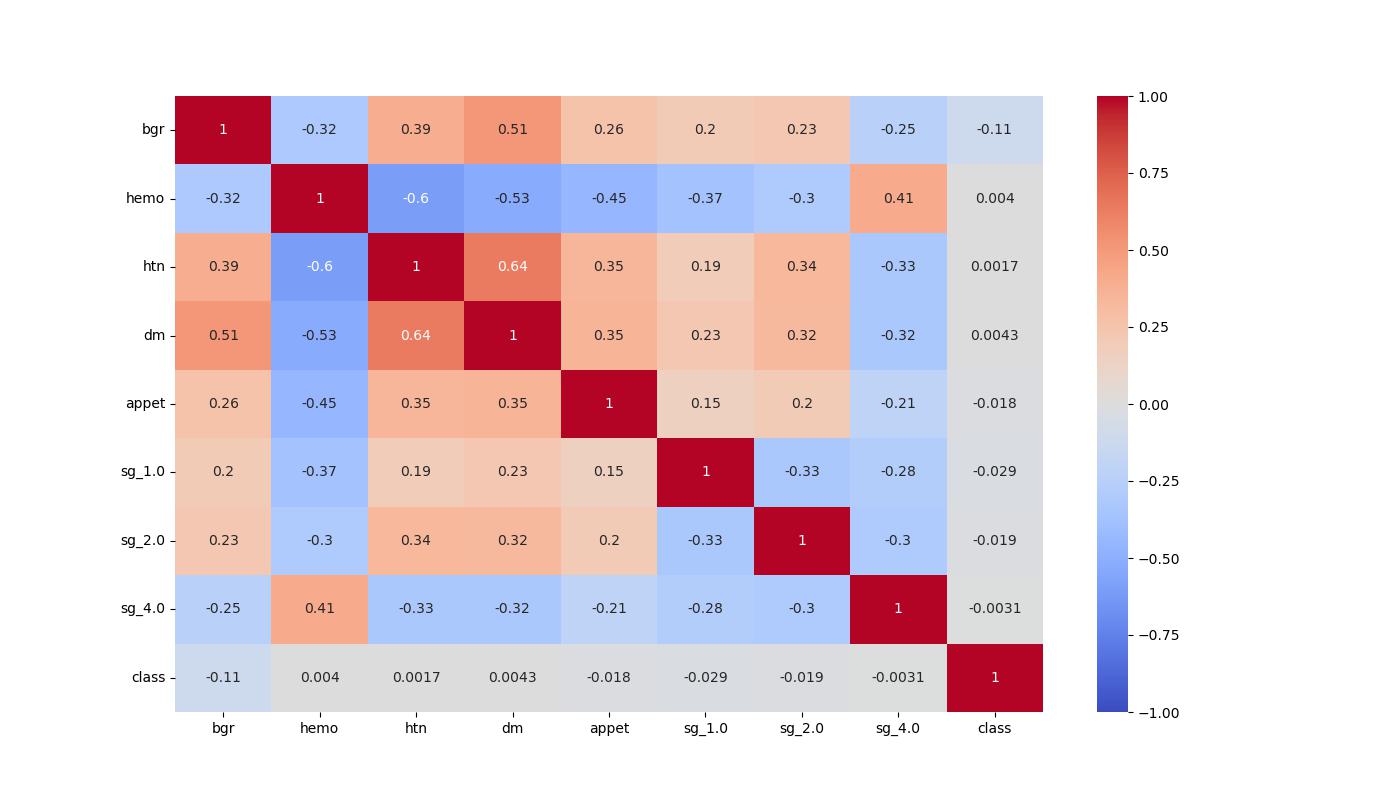 bgr 1 -0.32 0.39 0.51 0.26 0.2 0.23 -0.25 -0.11
hemo -0.32 1 -0.6 -0.53 -0.45 -0.37 -0.3 0.41 0.004
htn 0.39 -0.6 1 0.64 0.35 0.19 0.34 -0.33 0.0017
dm 0.51 -0.53 0.64 1 0.35 0.23 0.32 -0.32 0.0043
appet 0.26 -0.45 0.35 0.35 1 0.15 0.2 -0.21 -0.018
sg_1.0 0.2 -0.37 0.19 0.23 0.15 1 -0.33 -0.28 -0.029
sg_2.0 0.23 -0.3 0.34 0.32 0.2 -0.33 1 -0.3 -0.019
sg_4.0 -0.25 0.41 -0.33 -0.32 -0.21 -0.28 -0.3 1 -0.0031
class -0.11 0.004 0.0017 0.0043 -0.018 -0.029 -0.019 -0.0031 1
bgr hemo htn dm appet sg_1.0 sg_2.0 sg_4.0 class
1.00
0.75
0.50
0.25
0.00
−0.25
−0.50
−0.75
−1.00